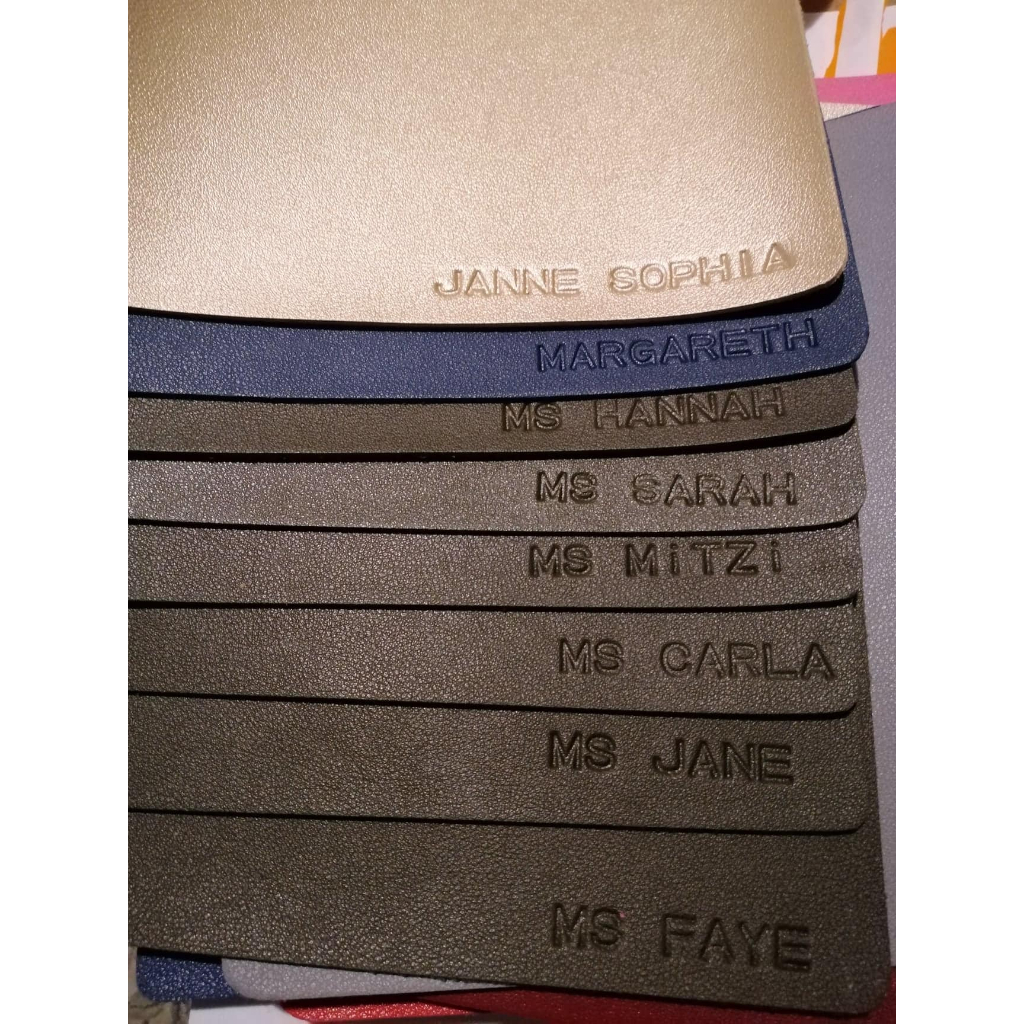 JANNE SOPHIA
MARGARETH
MS HANNAH
MS SARAH
MS MiTZi
MS CARLA
MS JANE
MS FAYE